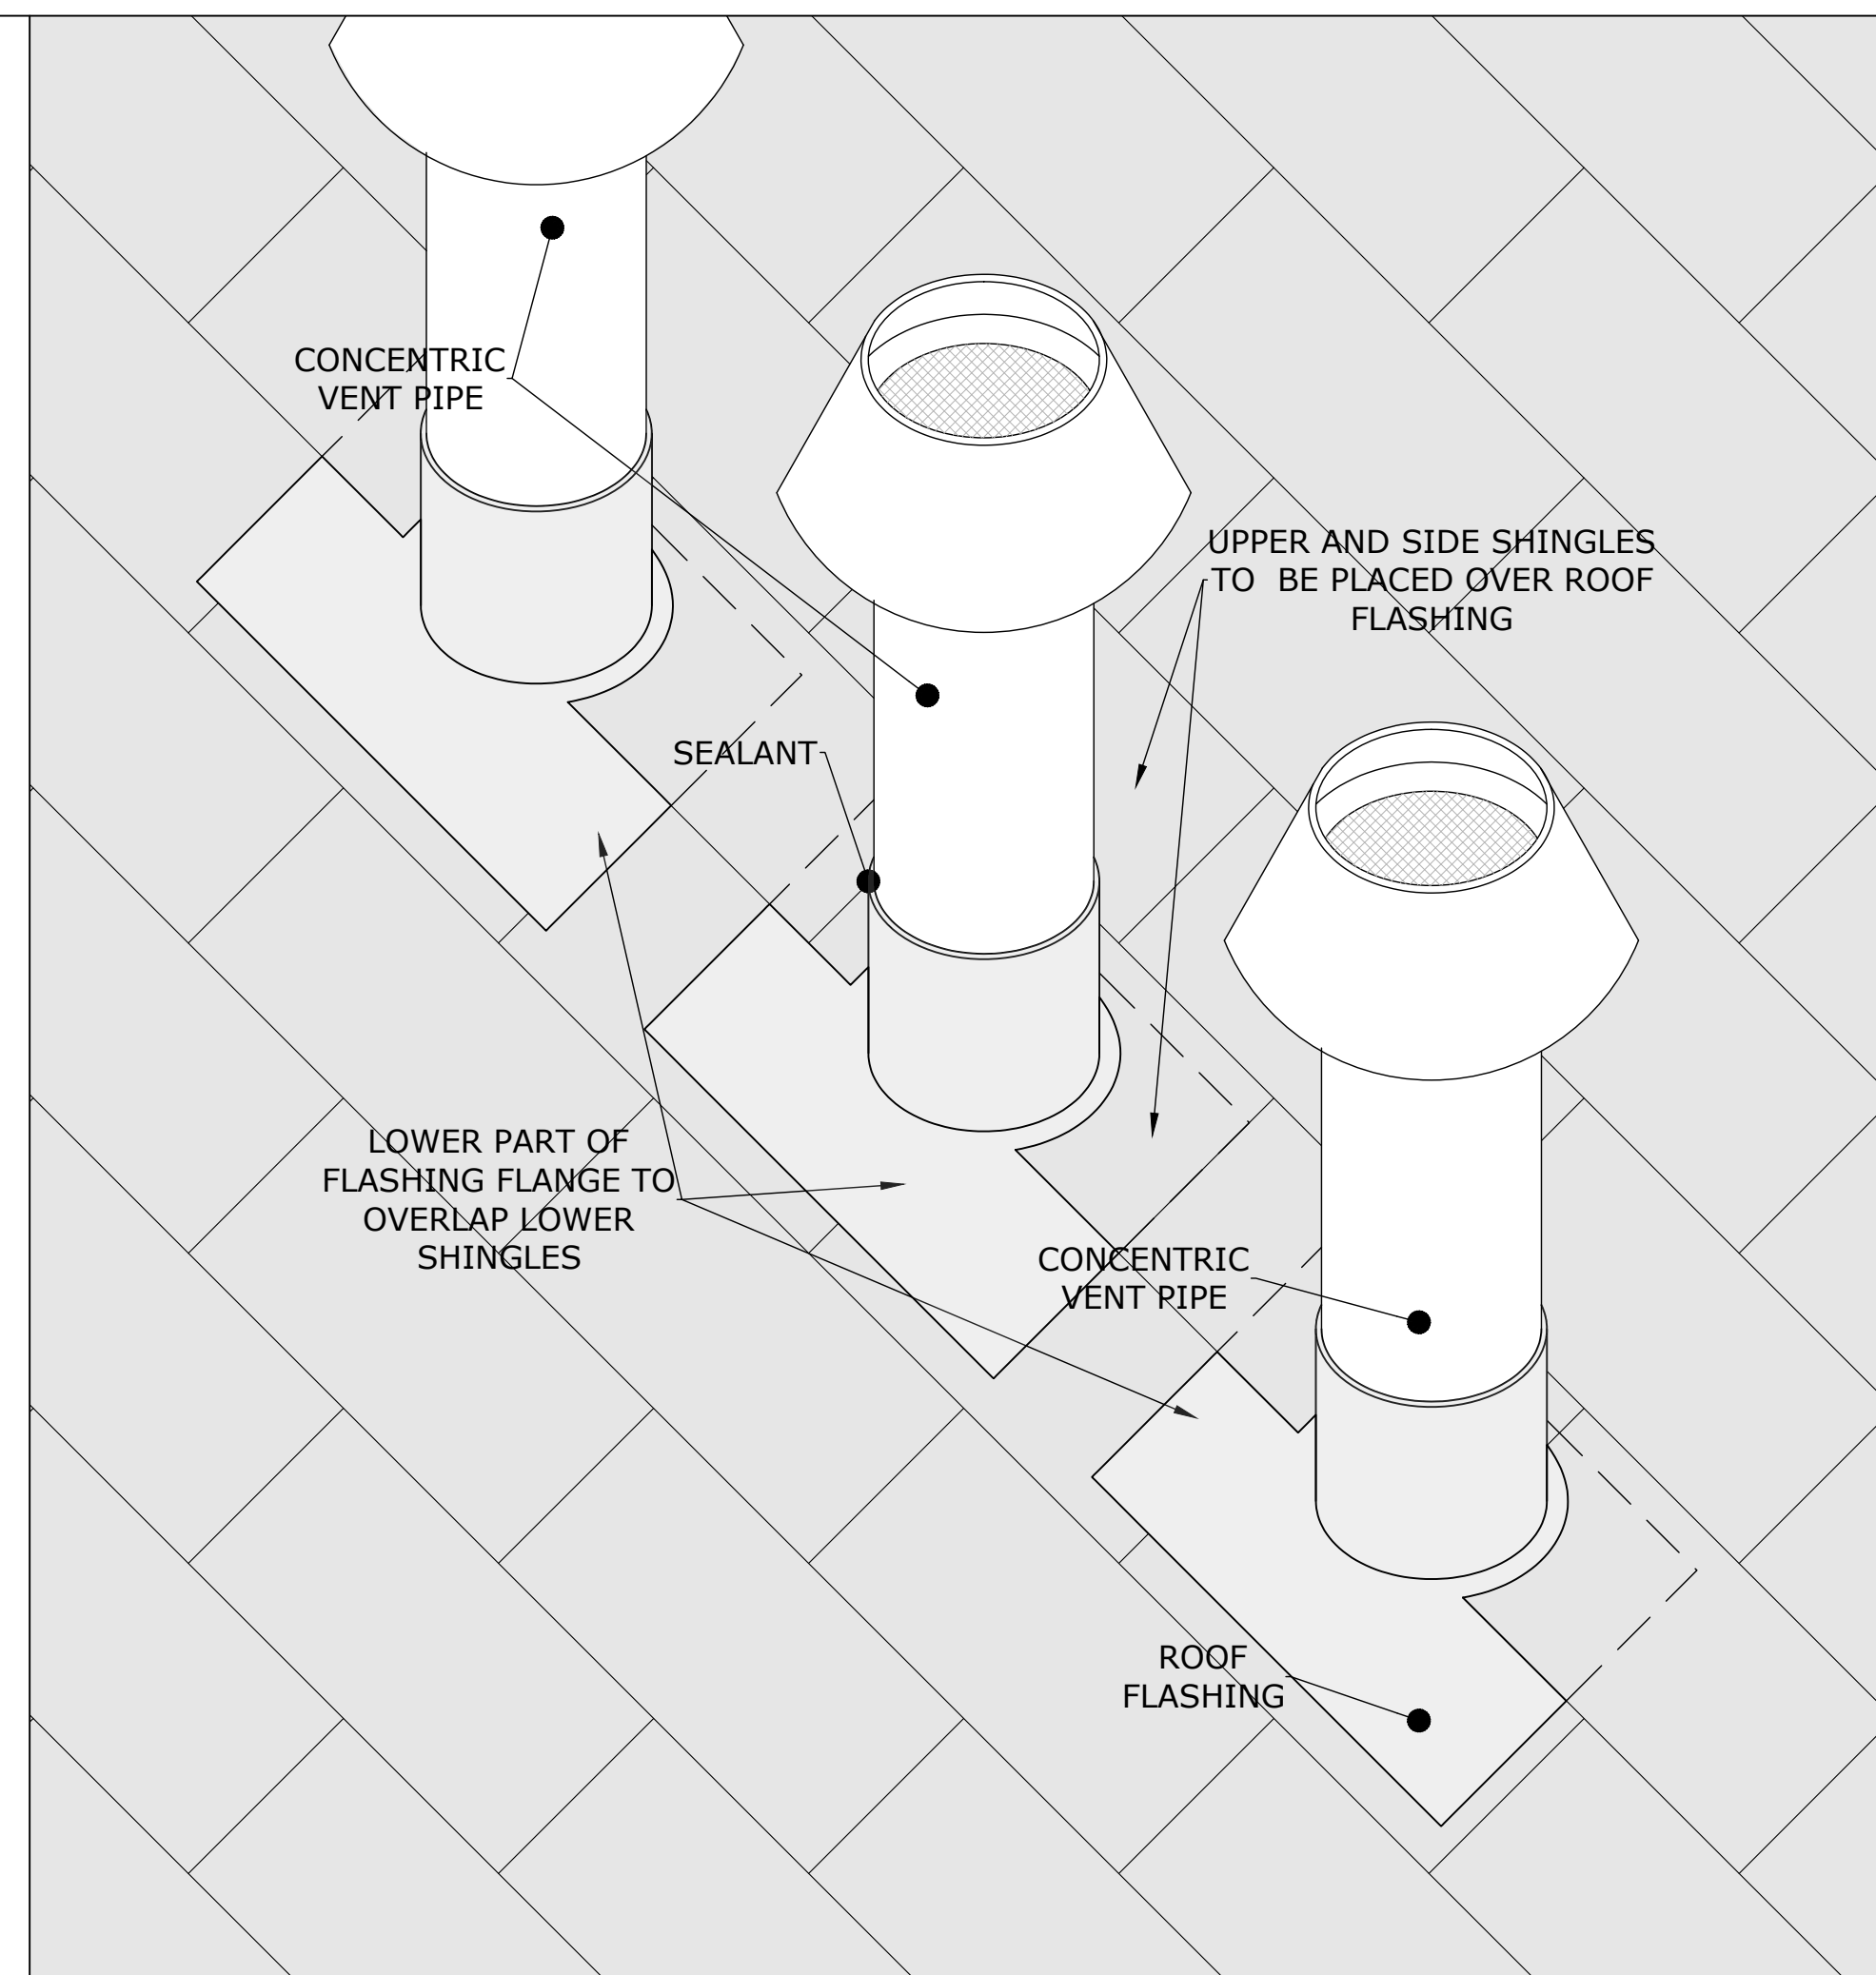 CONCENTRIC
VENT PIPE
UPPER AND SIDE SHINGLES
TO BE PLACED OVER ROOF
FLASHING
SEALANT
LOWER PART OF
FLASHING FLANGE TO
OVERLAP LOWER
SHINGLES
CONCENTRIC
VENT PIPE
ROOF
FLASHING